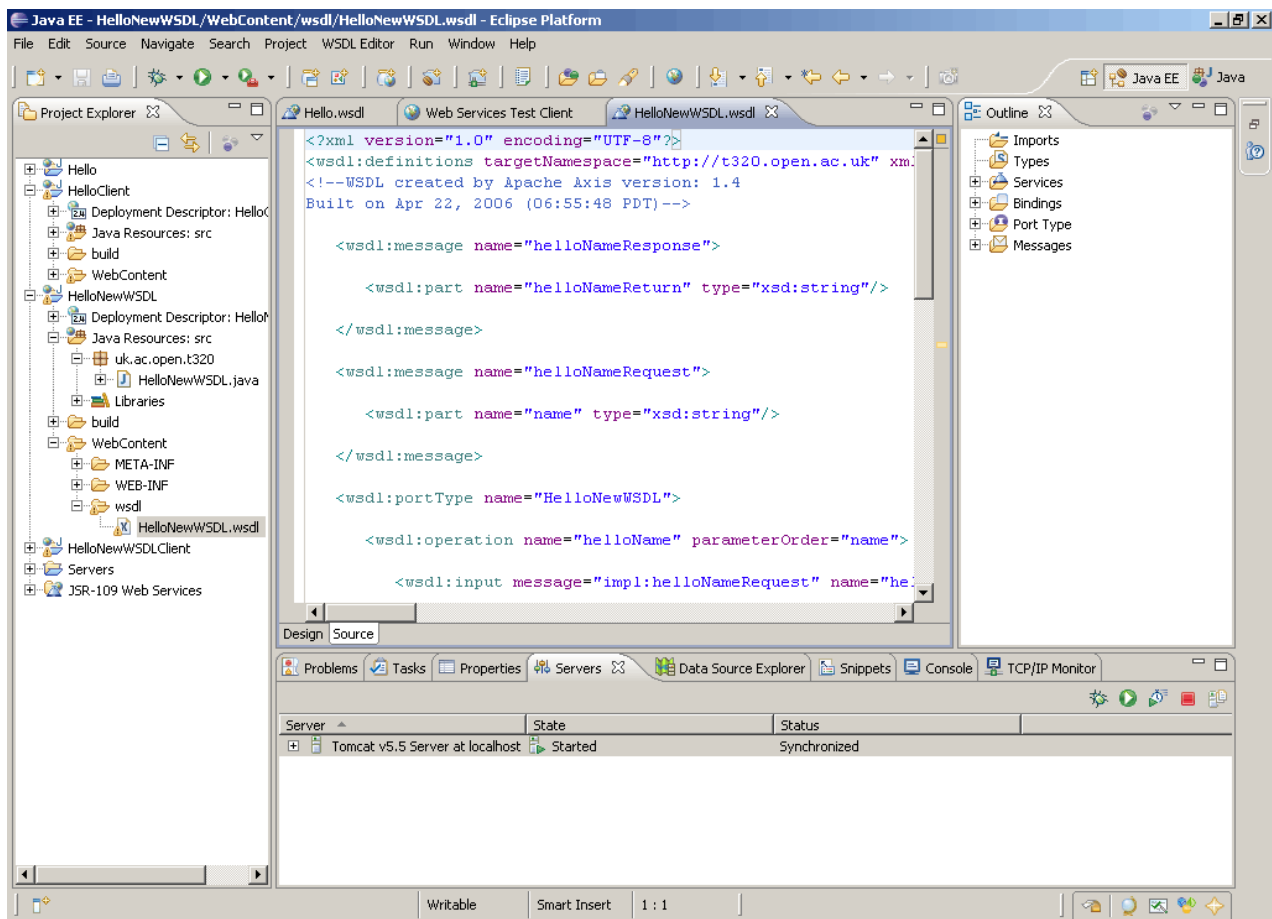 Java EE - HelloNewWSDL/WebContent/wsdl/HelloNewWSDL.wsdl - Eclipse Platform
File Edit Source Navigate Search Project WSDL Editor Run Window Help
Java EE Java
Project Explorer
Hello
HelloClient
Deployment Descriptor: Hello
Java Resources: src
build
WebContent
HelloNewWSDL
Deployment Descriptor: Hello
Java Resources: src
uk.ac.open.t320
HelloNewWSDL.java
Libraries
build
WebContent
META-INF
WEB-INF
wsdl
HelloNewWSDL.wsdl
HelloNewWSDLClient
Servers
JSR-109 Web Services
Hello.wsdl Web Services Test Client HelloNewWSDL.wsdl
<?xml version="1.0" encoding="UTF-8"?>
<wsdl:definitions targetNamespace="http://t320.open.ac.uk" xml
<!--WSDL created by Apache Axis version: 1.4
Built on Apr 22, 2006 (06:55:48 PDT)-->
<wsdl:message name="helloNameResponse">
<wsdl:part name="helloNameReturn" type="xsd:string"/>
</wsdl:message>
<wsdl:message name="helloNameRequest">
<wsdl:part name="name" type="xsd:string"/>
</wsdl:message>
<wsdl:portType name="HelloNewWSDL">
<wsdl:operation name="helloName" parameterOrder="name">
<wsdl:input message="impl:helloNameRequest" name="hel
Design Source
Outline
Imports
Types
Services
Bindings
Port Type
Messages
Problems Tasks Properties Servers Data Source Explorer Snippets Console TCP/IP Monitor
Server State Status
Tomcat v5.5 Server at localhost Started Synchronized
Writable Smart Insert 1 : 1